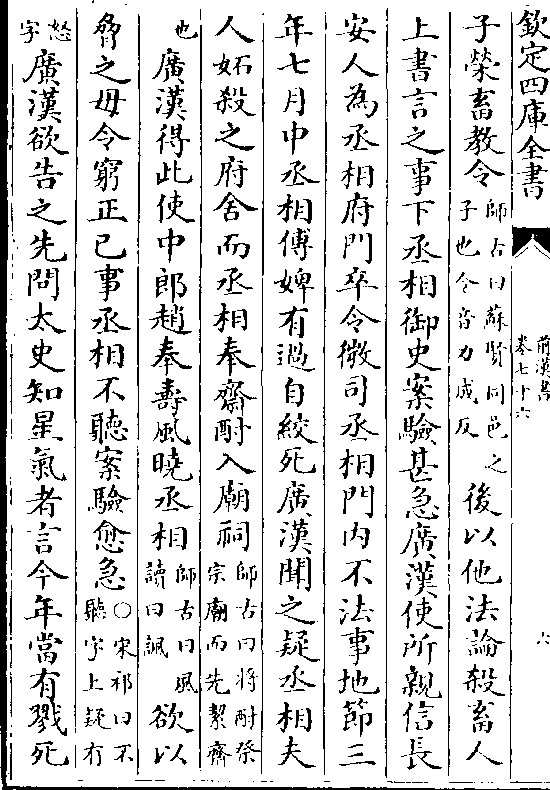 欽定四庫全書
前漢書
卷七十六
六
子榮畜教令師古曰蘇賢同邑之子也令音力成反後以他法論殺畜人
上書言之事下丞相御史案驗甚急廣漢使所親信長
安人為丞相府門卒令微司丞相門内不法事地節三
年七月中丞相傅婢有過自絞死廣漢聞之疑丞相夫
人妬殺之府舍而丞相奉齋酎入廟祠師古曰將酎祭宗廟而先絜齊
也廣漢得此使中郎趙奉壽風曉丞相師古曰風讀曰諷欲以
脅之毋令窮正已事丞相不聽案驗愈急○宋祁曰不聽字上疑冇
怒字廣漢欲告之先問太史知星氣者言今年當有戮死